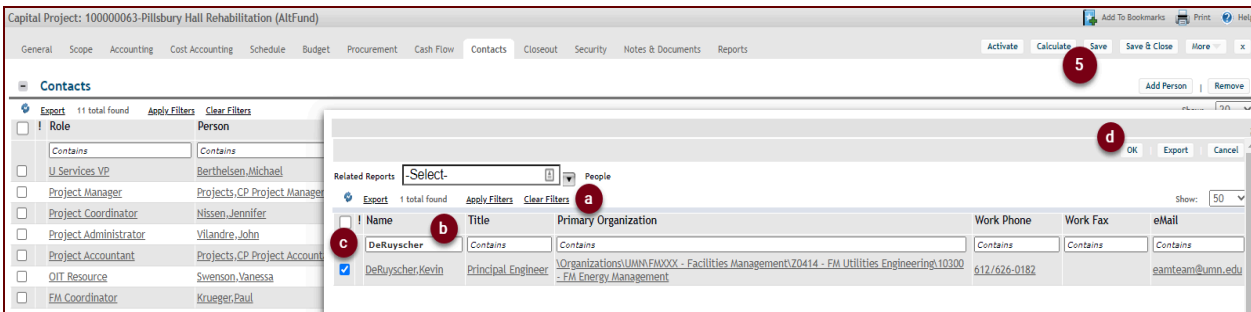 Capital Project: 100000063-Pillsbury Hall Rehabilitation (AltFund) Add To Bookmarks Print Help
General Scope Accounting Cost Accounting Schedule Budget Procurement Cash Flow Contacts Closeout Security Notes & Documents Reports Activate Calculate Save Save & Close More x
5
Contacts Add Person | Remove
Export 11 total found Apply Filters Clear Filters 20
! Role Person
Contains Contains
U Services VP Berthelsen,Michael
Project Manager Projects,CP Project Manager
Project Coordinator Nissen,Jennifer
Project Administrator Vilandre,John
Project Accountant Projects,CP Project Account
OIT Resource Swenson,Vanessa
FM Coordinator Krueger,Paul
d
OK Export Cancel
Related Reports -Select- People
Export 1 total found Apply Filters Clear Filters a Show: 50
! Name b Title Primary Organization Work Phone Work Fax eMail
c DeRuyscher Contains Contains Contains Contains Contains
DeRuyscher,Kevin Principal Engineer \Organizations\UMN\FMXXX - Facilities Management\Z0414 - FM Utilities Engineering\10300 612/626-0182 eamteam@umn.edu
- FM Energy Management